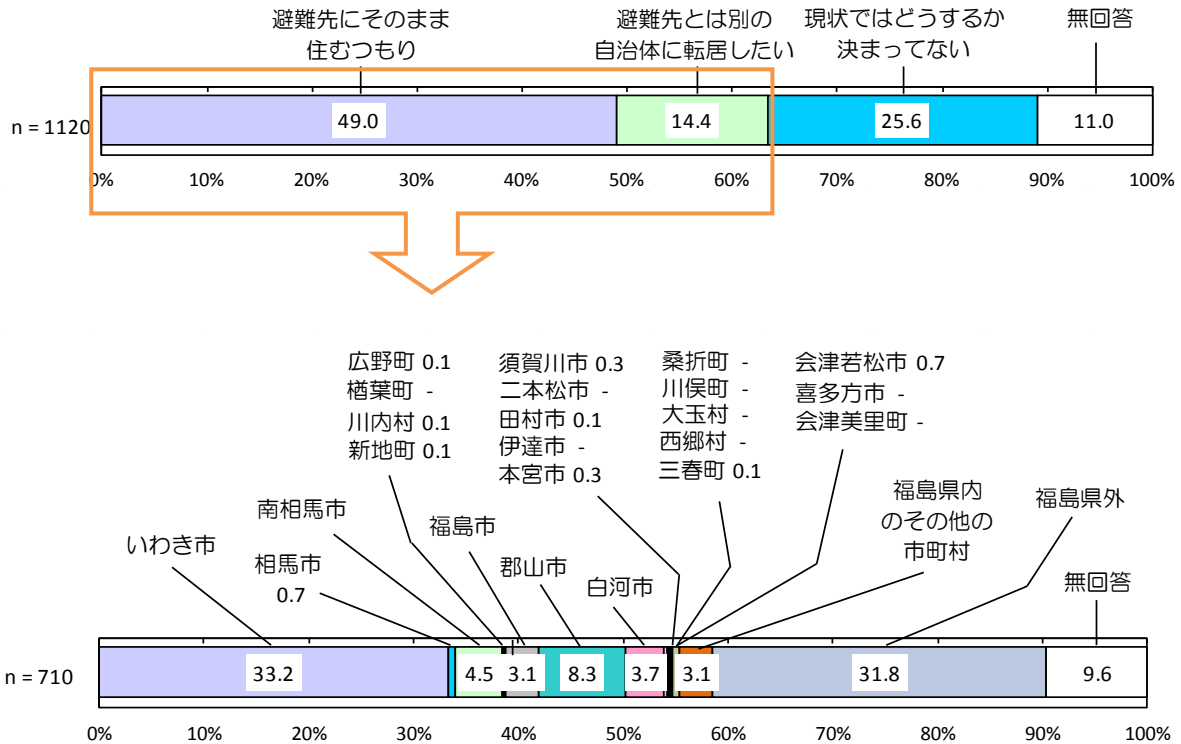 避難先にそのまま
住むつもり
避難先とは別の
自治体に転居したい
現状ではどうするか
決まってない
無回答
n = 1120
49.0
14.4
25.6
11.0
0%
10%
20%
30%
40%
50%
60%
70%
80%
90%
100%
広野町 0.1
楢葉町 -
川内村 0.1
新地町 0.1
須賀川市 0.3
二本松市 -
田村市 0.1
伊達市 -
本宮市 0.3
桑折町 -
川俣町 -
大玉村 -
西郷村 -
三春町 0.1
会津若松市 0.7
喜多方市 -
会津美里町 -
いわき市
相馬市
0.7
南相馬市
福島市
郡山市
白河市
福島県内
のその他の
市町村
福島県外
無回答
n = 710
33.2
4.5
3.1
8.3
3.7
3.1
31.8
9.6
0%
10%
20%
30%
40%
50%
60%
70%
80%
90%
100%